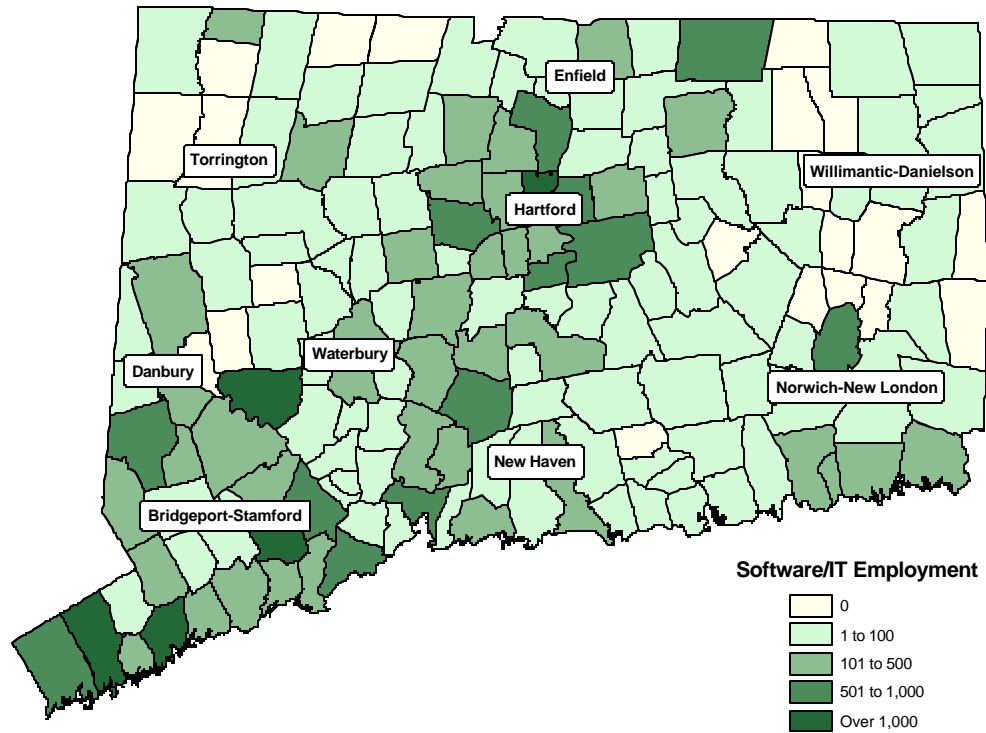 Enfield
Torrington
Willimantic-Danielson
Hartford
Waterbury
Danbury
Norwich-New London
New Haven
Bridgeport-Stamford
Software/IT Employment
0
1 to 100
101 to 500
501 to 1,000
Over 1,000